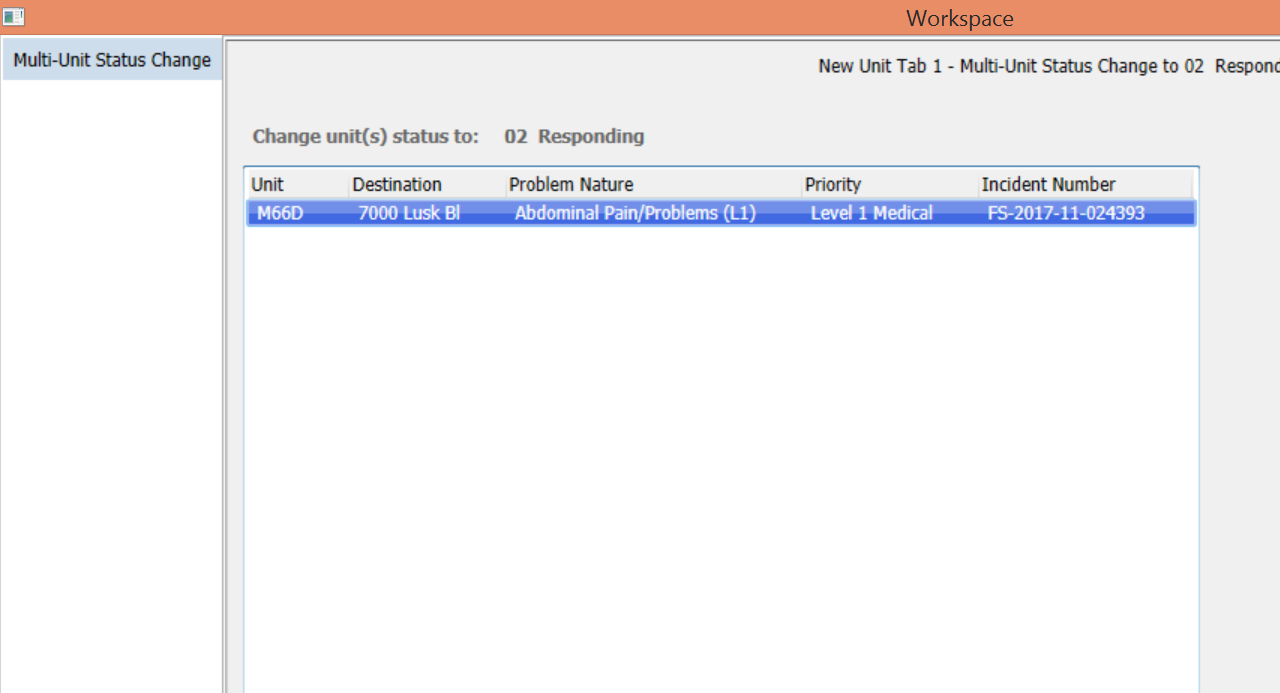 Workspace
Multi-Unit Status Change
New Unit Tab 1 - Multi-Unit Status Change to 02 Respond
Change unit(s) status to: 02 Responding
Unit Destination Problem Nature Priority Incident Number
M66D 7000 Lusk Bl Abdominal Pain/Problems (L1) Level 1 Medical FS-2017-11-024393